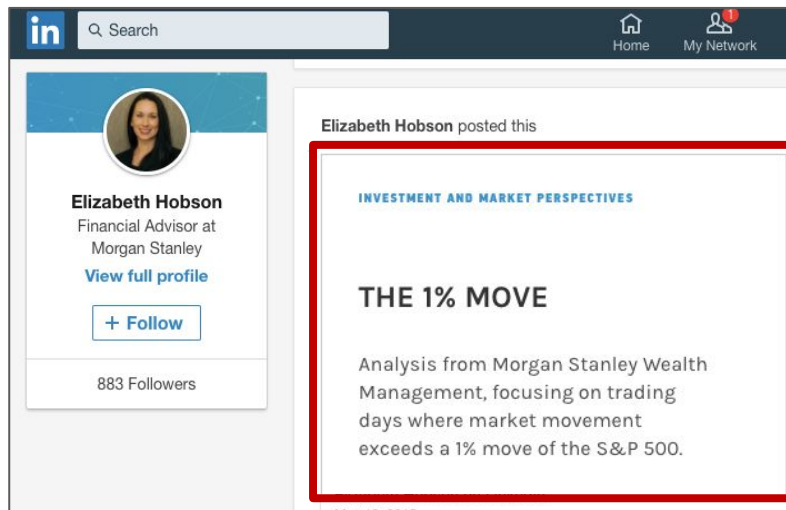 in
Search
1
Home
My Network
Elizabeth Hobson
Financial Advisor at
Morgan Stanley
View full profile
+ Follow
883 Followers
Elizabeth Hobson posted this
INVESTMENT AND MARKET PERSPECTIVES
THE 1% MOVE
Analysis from Morgan Stanley Wealth
Management, focusing on trading
days where market movement
exceeds a 1% move of the S&P 500.